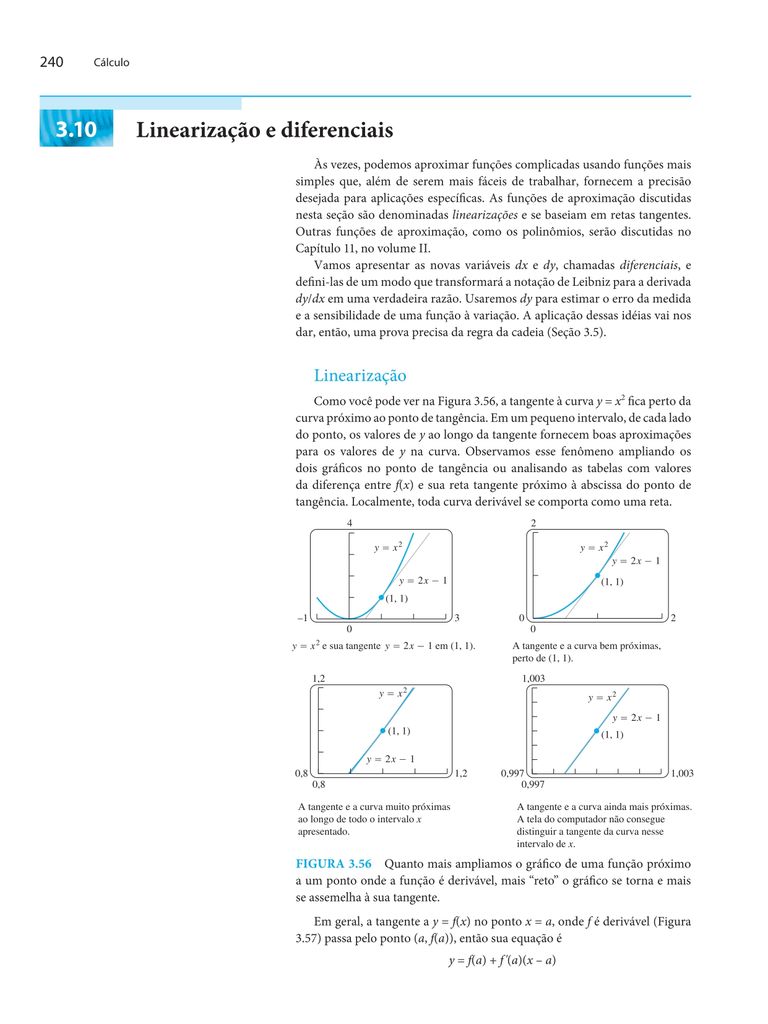 240 Cálculo
3.10 Linearização e diferenciais
Às vezes, podemos aproximar funções complicadas usando funções mais
simples que, além de serem mais fáceis de trabalhar, fornecem a precisão
desejada para aplicações específicas. As funções de aproximação discutidas
nesta seção são denominadas linearizações e se baseiam em retas tangentes.
Outras funções de aproximação, como os polinômios, serão discutidas no
Capítulo 11, no volume II.
Vamos apresentar as novas variáveis dx e dy, chamadas diferenciais, e
defini-las de um modo que transformará a notação de Leibniz para a derivada
dy/dx em uma verdadeira razão. Usaremos dy para estimar o erro da medida
e a sensibilidade de uma função à variação. A aplicação dessas idéias vai nos
dar, então, uma prova precisa da regra da cadeia (Seção 3.5).
Linearização
Como você pode ver na Figura 3.56, a tangente à curva y = x² fica perto da
curva próximo ao ponto de tangência. Em um pequeno intervalo, de cada lado
do ponto, os valores de y ao longo da tangente fornecem boas aproximações
para os valores de y na curva. Observamos esse fenômeno ampliando os
dois gráficos no ponto de tangência ou analisando as tabelas com valores
da diferença entre f(x) e sua reta tangente próximo à abscissa do ponto de
tangência. Localmente, toda curva derivável se comporta como uma reta.
4
y = x²
y = 2x − 1
(1, 1)
–1
3
0
y = x² e sua tangente y = 2x − 1 em (1, 1).
2
y = x²
y = 2x − 1
(1, 1)
0
2
0
A tangente e a curva bem próximas,
perto de (1, 1).
1,2
y = x²
(1, 1)
y = 2x − 1
0,8
1,2
0,8
A tangente e a curva muito próximas
ao longo de todo o intervalo x
apresentado.
1,003
y = x²
y = 2x − 1
(1, 1)
0,997
1,003
0,997
A tangente e a curva ainda mais próximas.
A tela do computador não consegue
distinguir a tangente da curva nesse
intervalo de x.
FIGURA 3.56 Quanto mais ampliamos o gráfico de uma função próximo
a um ponto onde a função é derivável, mais “reto” o gráfico se torna e mais
se assemelha à sua tangente.
Em geral, a tangente a y = f(x) no ponto x = a, onde f é derivável (Figura
3.57) passa pelo ponto (a, f(a)), então sua equação é
y = f(a) + f′(a)(x – a)